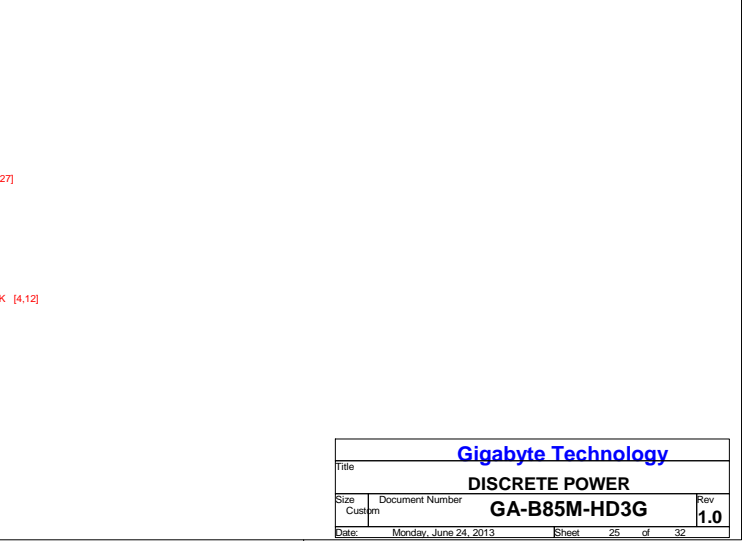 27]
K [4,12]
Gigabyte Technology
Title
DISCRETE POWER
Size Document Number Rev
Custom GA-B85M-HD3G 1.0
Date: Monday, June 24, 2013 Sheet 25 of 32